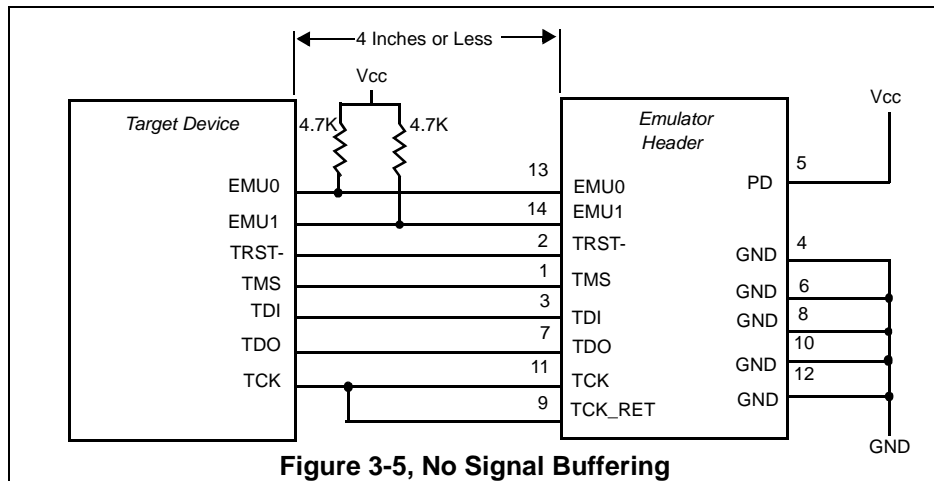 4 Inches or Less
Vcc
Vcc
Target Device
4.7K
4.7K
Emulator
Header
13
5
EMU0
EMU0
PD
14
EMU1
EMU1
2
4
TRST-
TRST-
GND
1
6
TMS
TMS
GND
3
8
TDI
TDI
GND
7
10
TDO
TDO
GND
11
12
TCK
TCK
GND
9
TCK_RET
GND
Figure 3-5, No Signal Buffering